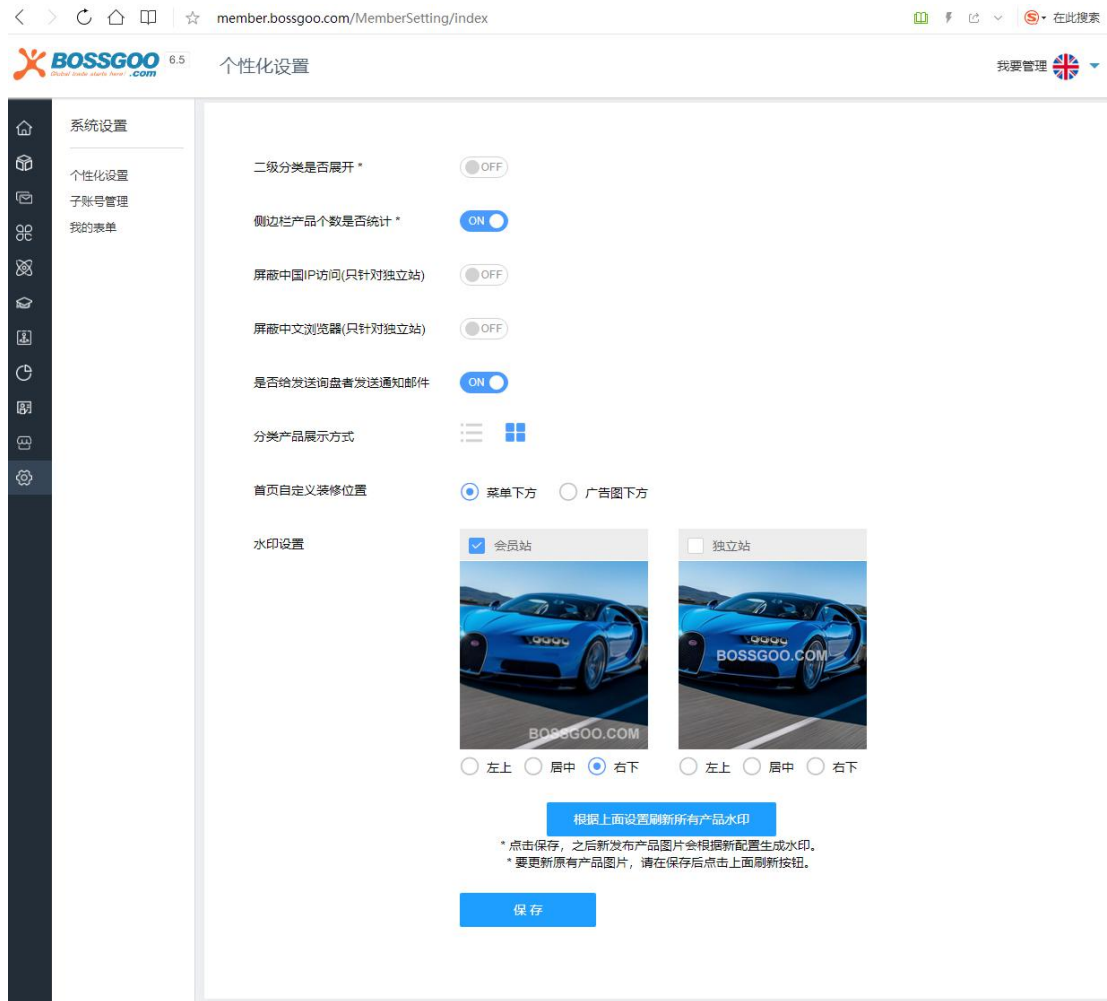 member.bossgoo.com/MemberSetting/index
在此搜索
BOSSGOO
Global trade starts here! .com
6.5
个性化设置
我要管理
系统设置
个性化设置
子账号管理
我的表单
二级分类是否展开 *
OFF
侧边栏产品个数是否统计 *
ON
屏蔽中国IP访问(只针对独立站)
OFF
屏蔽中文浏览器(只针对独立站)
OFF
是否给发送询盘者发送通知邮件
ON
分类产品展示方式
首页自定义装修位置
菜单下方
广告图下方
水印设置
会员站
独立站
BOSSGOO.COM
BOSSGOO.COM
左上 居中 右下
左上 居中 右下
根据上面设置刷新所有产品水印
* 点击保存，之后新发布产品图片会根据新配置生成水印。
* 要更新原有产品图片，请在保存后点击上面刷新按钮。
保存